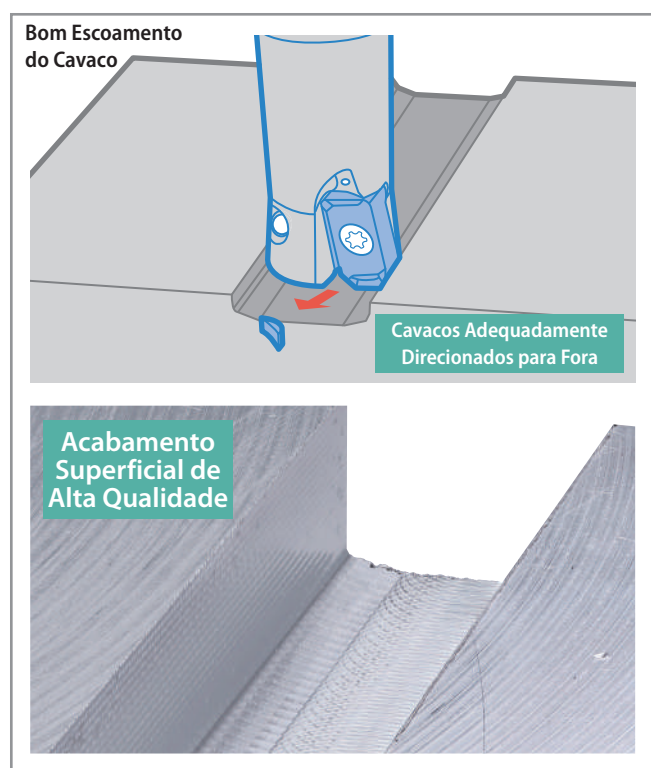 Bom Escoamento
do Cavaco
Cavacos Adequadamente
Direcionados para Fora
Acabamento
Superficial de
Alta Qualidade